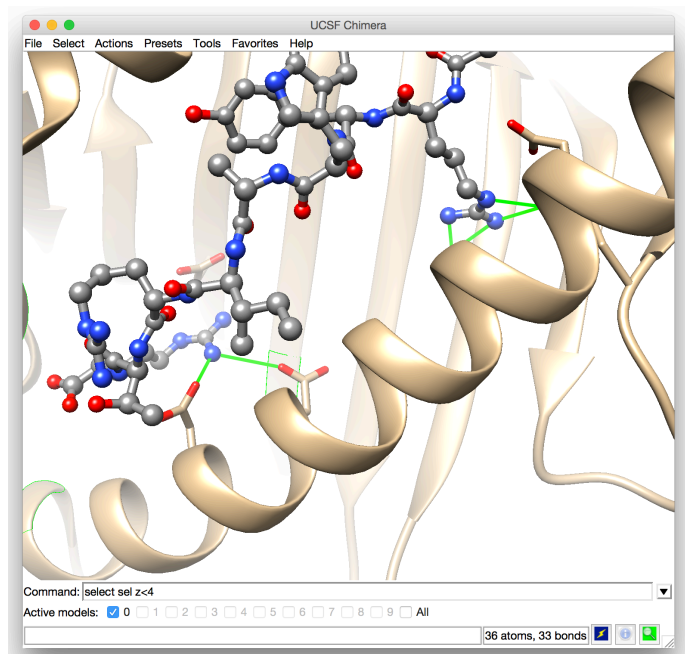 UCSF Chimera
File Select Actions Presets Tools Favorites Help
Command: select sel z<4
Active models: 0 1 2 3 4 5 6 7 8 9 All
36 atoms, 33 bonds